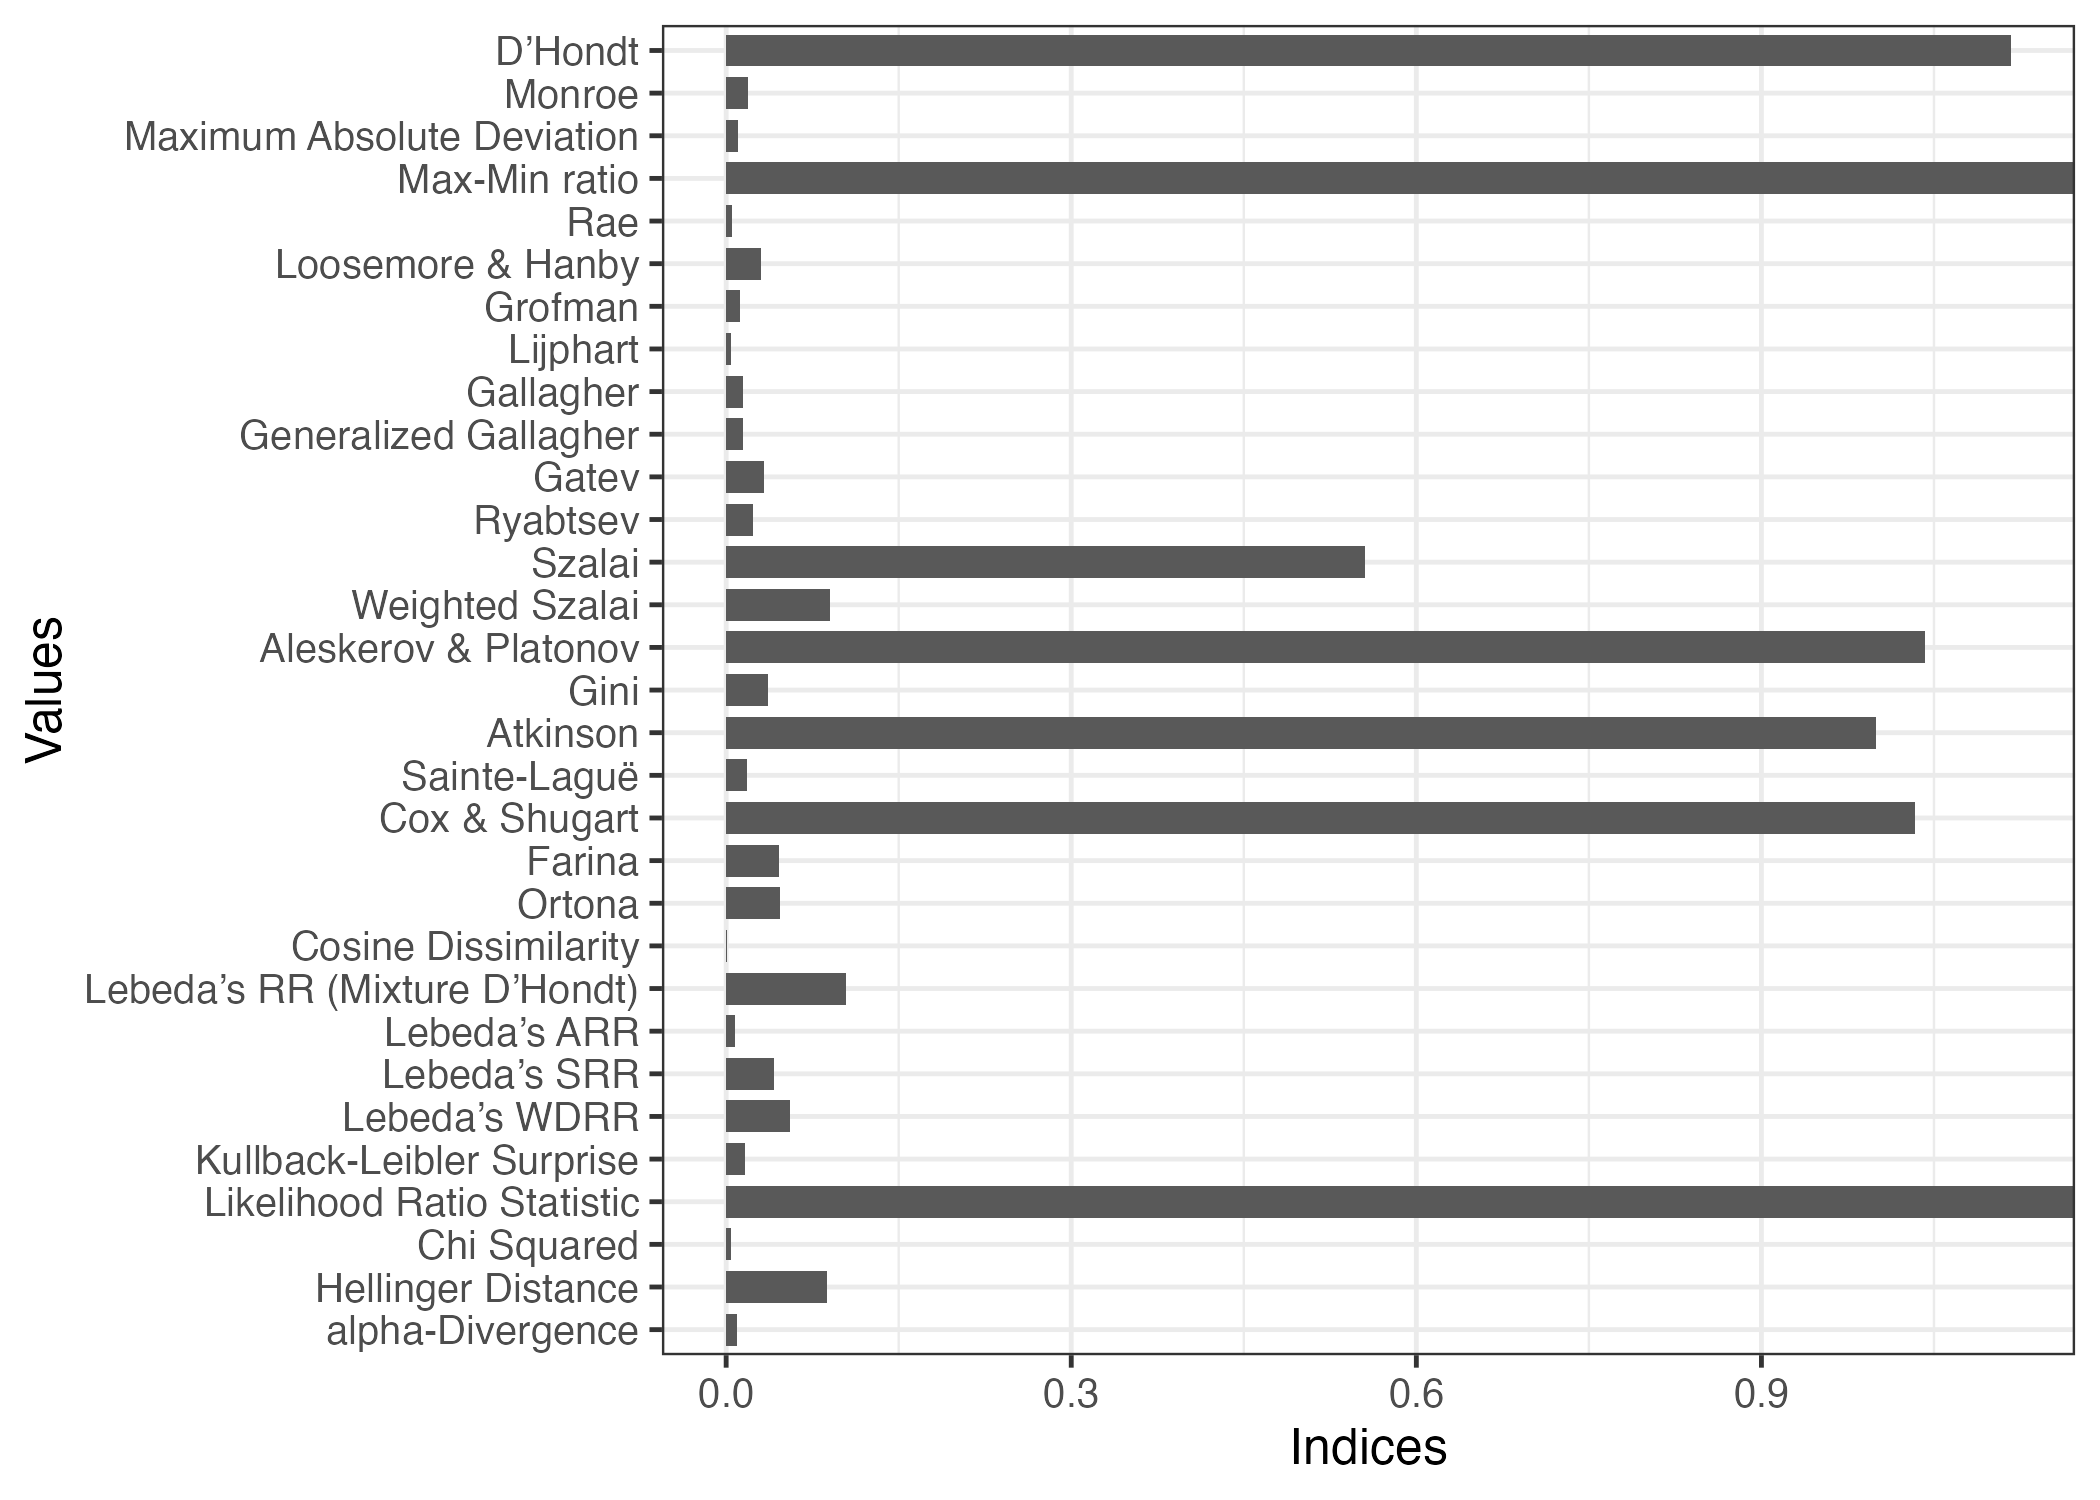 D’Hondt
Monroe
Maximum Absolute Deviation
Max-Min ratio
Rae
Loosemore & Hanby
Grofman
Lijphart
Gallagher
Generalized Gallagher
Gatev
Ryabtsev
Szalai
Weighted Szalai
Aleskerov & Platonov
Gini
Atkinson
Sainte-Laguë
Cox & Shugart
Farina
Ortona
Cosine Dissimilarity
Lebeda’s RR (Mixture D’Hondt)
Lebeda’s ARR
Lebeda’s SRR
Lebeda’s WDRR
Kullback-Leibler Surprise
Likelihood Ratio Statistic
Chi Squared
Hellinger Distance
alpha-Divergence
Values
0.0 0.3 0.6 0.9
Indices